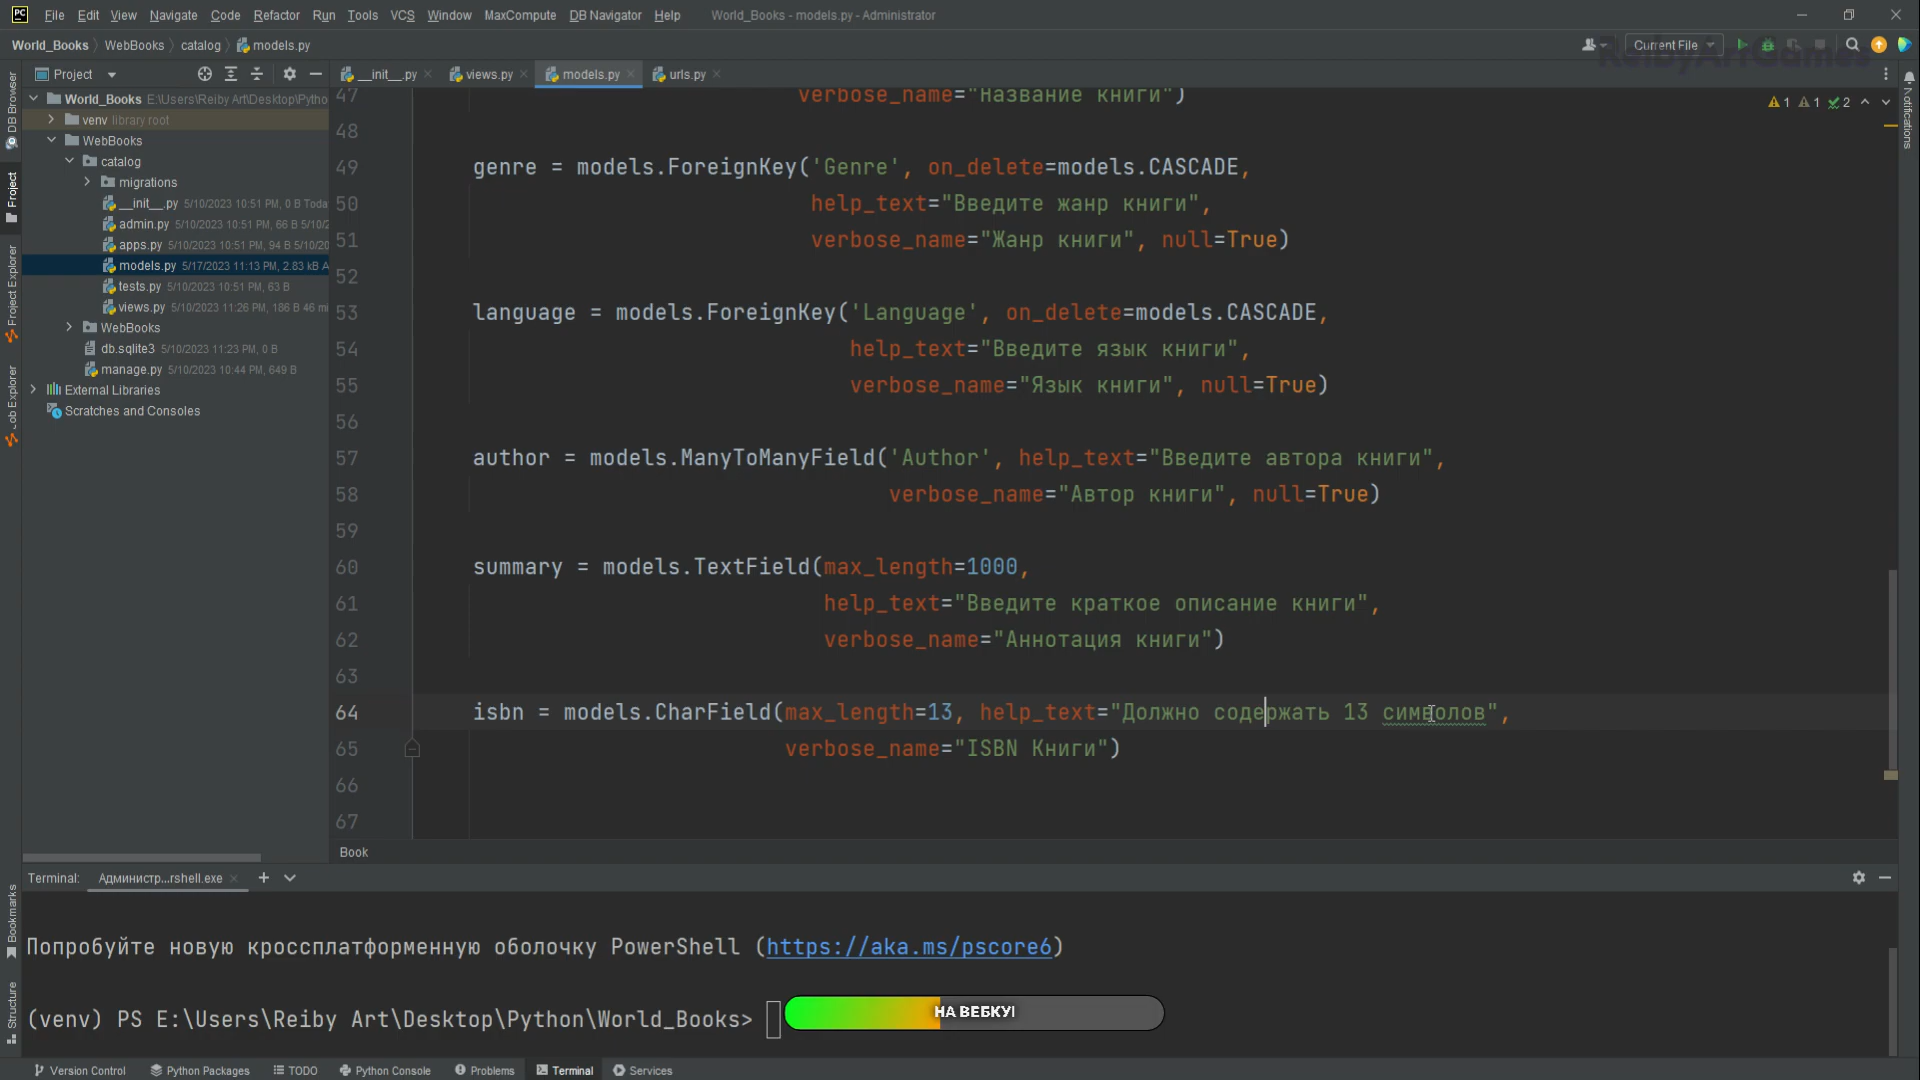 File Edit View Navigate Code Refactor Run Tools VCS Window MaxCompute DB Navigator Help World_Books - models.py - Administrator
World_Books WebBooks catalog models.py
Current File
ReibyArtGames
Project
__init__.py views.py models.py urls.py
World_Books E:\Users\Reiby Art\Desktop\Pytho
venv library root
WebBooks
catalog
migrations
__init__.py 5/10/2023 10:51 PM, 0 B Toda
admin.py 5/10/2023 10:51 PM, 66 B 5/10/2
apps.py 5/10/2023 10:51 PM, 94 B 5/10/20
models.py 5/17/2023 11:13 PM, 2.83 kB A
tests.py 5/10/2023 10:51 PM, 63 B
views.py 5/10/2023 11:26 PM, 186 B 46 mi
WebBooks
db.sqlite3 5/10/2023 11:23 PM, 0 B
manage.py 5/10/2023 10:44 PM, 649 B
External Libraries
Scratches and Consoles
DB Browser
Project
Project Explorer
Job Explorer
Bookmarks
Structure
Notifications
1 1 2
47 verbose_name="Название книги")
48
49 genre = models.ForeignKey('Genre', on_delete=models.CASCADE,
50 help_text="Введите жанр книги",
51 verbose_name="Жанр книги", null=True)
52
53 language = models.ForeignKey('Language', on_delete=models.CASCADE,
54 help_text="Введите язык книги",
55 verbose_name="Язык книги", null=True)
56
57 author = models.ManyToManyField('Author', help_text="Введите автора книги",
58 verbose_name="Автор книги", null=True)
59
60 summary = models.TextField(max_length=1000,
61 help_text="Введите краткое описание книги",
62 verbose_name="Аннотация книги")
63
64 isbn = models.CharField(max_length=13, help_text="Должно содержать 13 символов",
65 verbose_name="ISBN Книги")
66
67
Book
Terminal: Администр...rshell.exe
Попробуйте новую кроссплатформенную оболочку PowerShell (https://aka.ms/pscore6)
(venv) PS E:\Users\Reiby Art\Desktop\Python\World_Books>
НА ВЕБКУ!
Version Control Python Packages TODO Python Console Problems Terminal Services